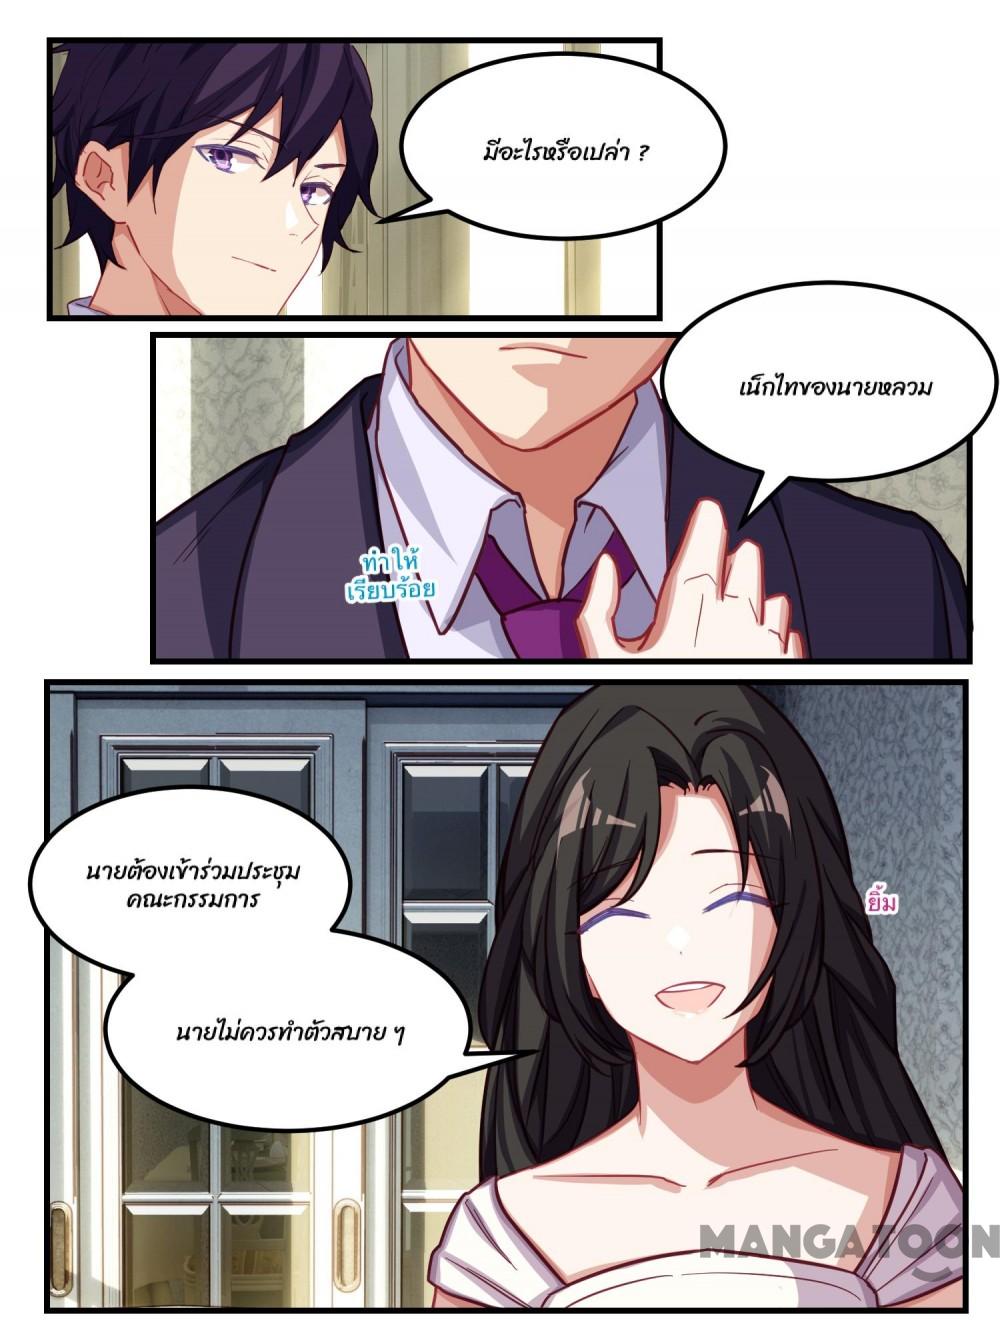 มีอะไรหรือเปล่า ?
เน็กไทของนายหลวม
ทำให้
เรียบร้อย
นายต้องเข้าร่วมประชุม
คณะกรรมการ
ยิ้ม
นายไม่ควรทำตัวสบาย ๆ
MANGATOON